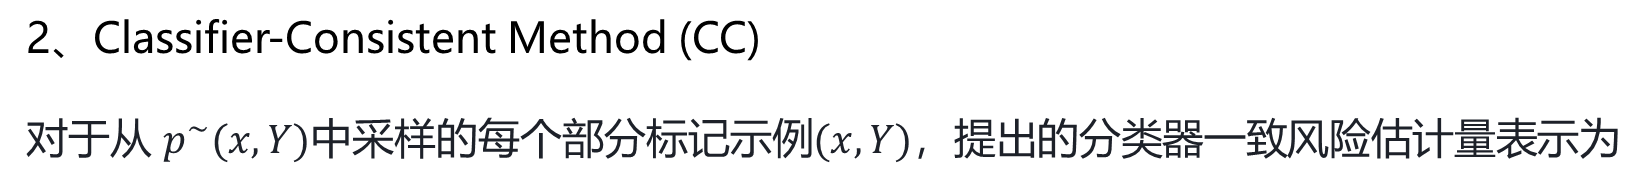 2、Classifier-Consistent Method (CC)
对于从 p~(x, Y)中采样的每个部分标记示例(x, Y)，提出的分类器一致风险估计量表示为